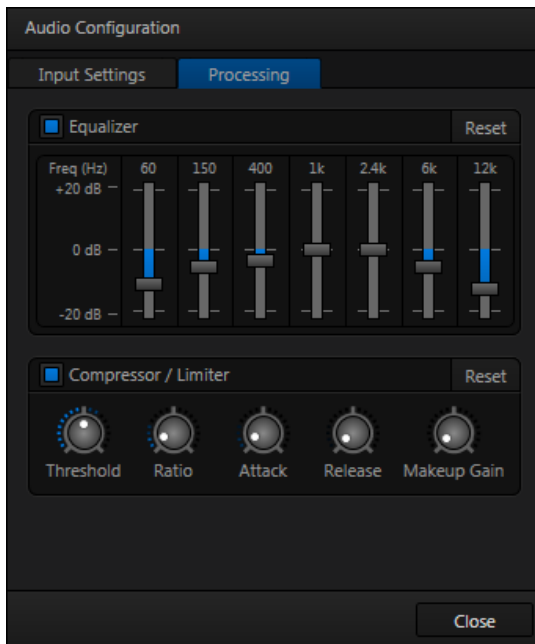 Audio Configuration
Input Settings Processing
Equalizer Reset
Freq (Hz) 60 150 400 1k 2.4k 6k 12k
+20 dB
0 dB
-20 dB
Compressor / Limiter Reset
Threshold Ratio Attack Release Makeup Gain
Close